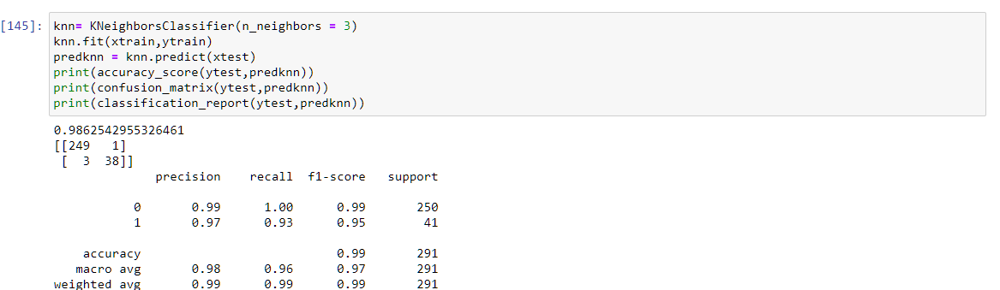 [145]: knn= KNeighborsClassifier(n_neighbors = 3)
knn.fit(xtrain,ytrain)
predknn = knn.predict(xtest)
print(accuracy_score(ytest,predknn))
print(confusion_matrix(ytest,predknn))
print(classification_report(ytest,predknn))
0.9862542955326461
[[249   1]
 [  3  38]]
              precision    recall  f1-score   support
           0       0.99      1.00      0.99       250
           1       0.97      0.93      0.95        41
    accuracy                           0.99       291
   macro avg       0.98      0.96      0.97       291
weighted avg       0.99      0.99      0.99       291